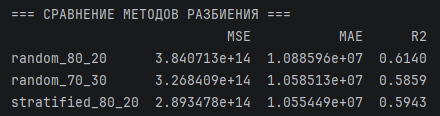 === СРАВНЕНИЕ МЕТОДОВ РАЗБИЕНИЯ ===
MSE MAE R2
random_80_20 3.840713e+14 1.088596e+07 0.6140
random_70_30 3.268409e+14 1.058513e+07 0.5859
stratified_80_20 2.893478e+14 1.055449e+07 0.5943